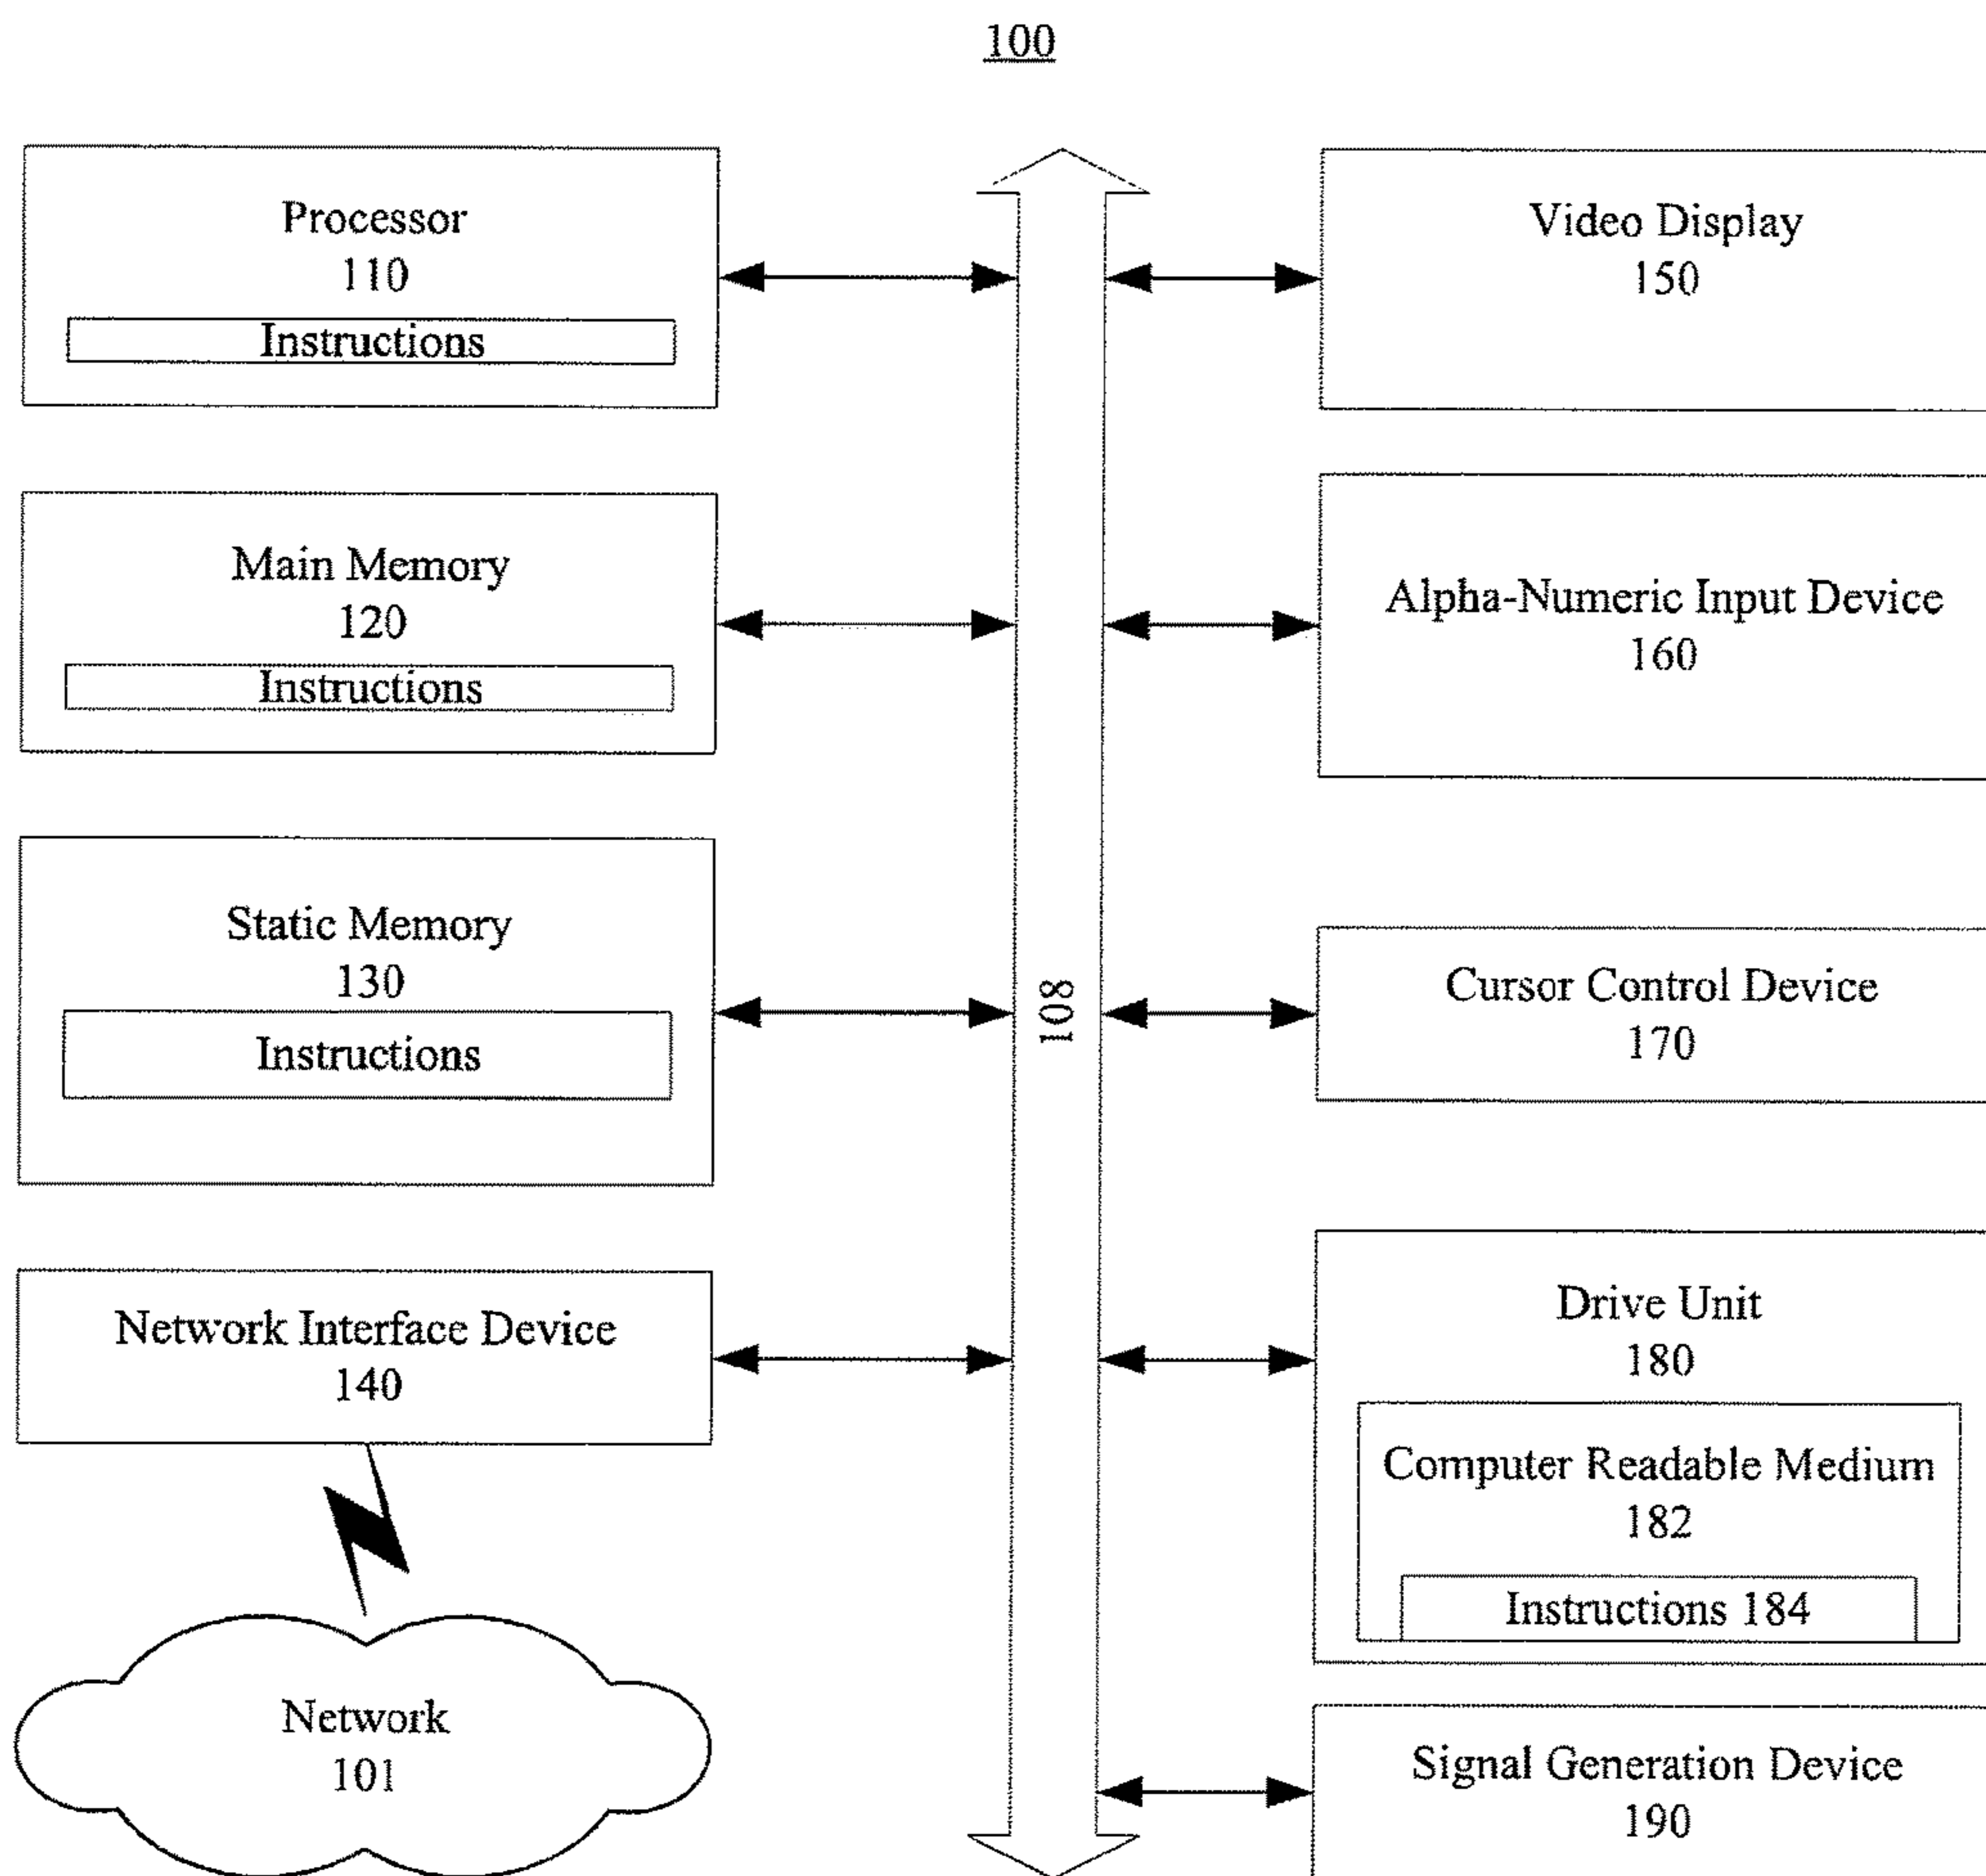 100
Processor
110
Instructions
Main Memory
120
Instructions
Static Memory
130
Instructions
Network Interface Device
140
Network
101
108
Video Display
150
Alpha-Numeric Input Device
160
Cursor Control Device
170
Drive Unit
180
Computer Readable Medium
182
Instructions 184
Signal Generation Device
190